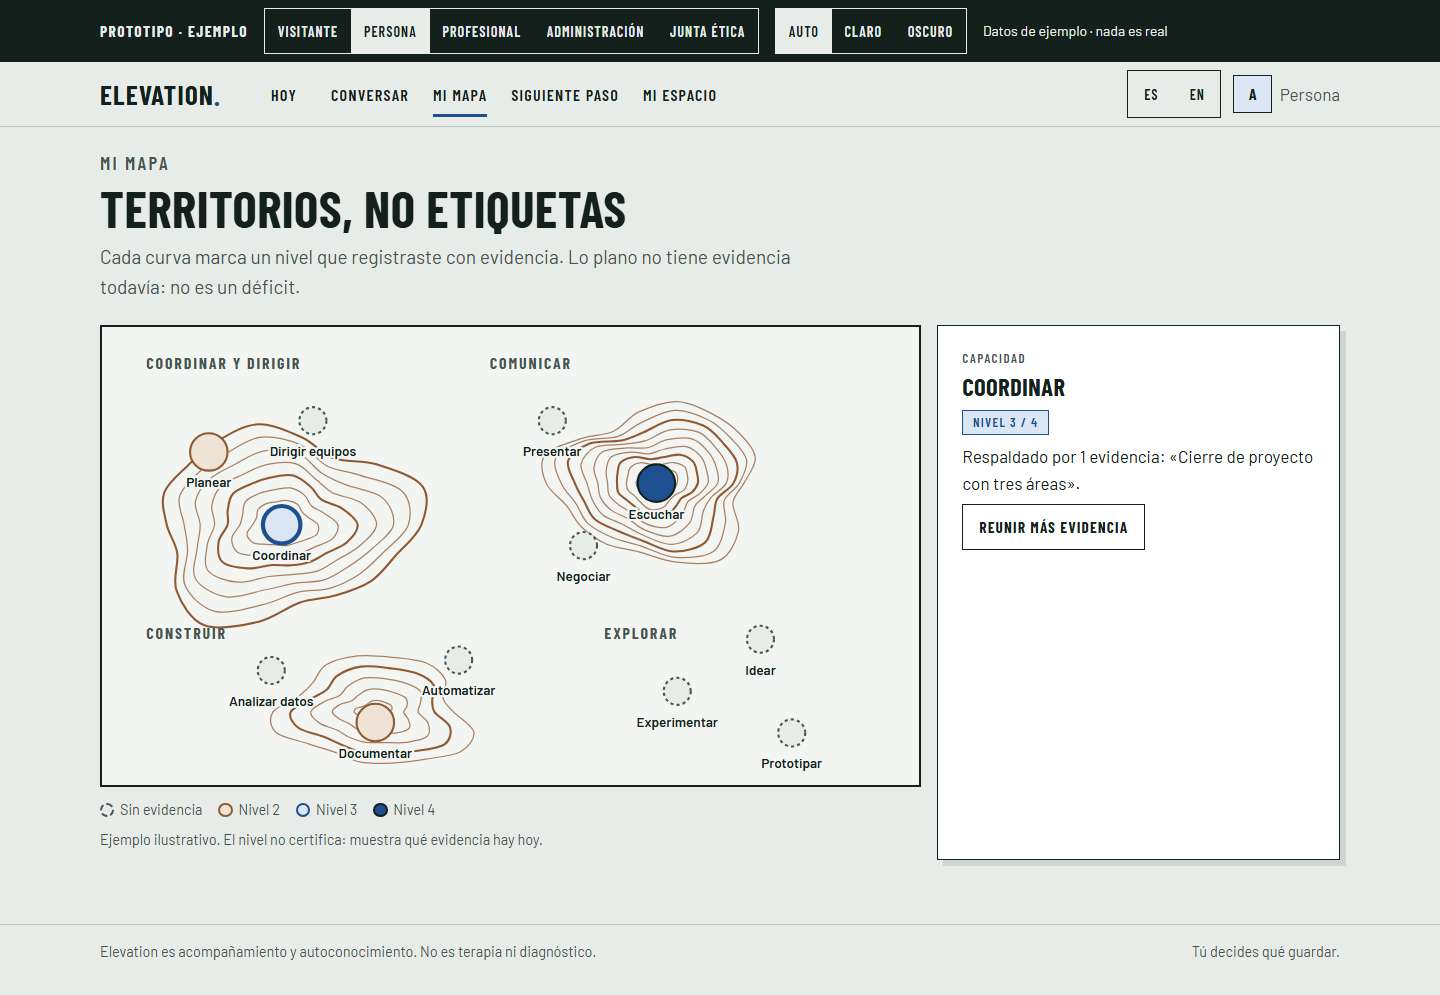 PROTOTIPO · EJEMPLO
VISITANTE PERSONA PROFESIONAL ADMINISTRACIÓN JUNTA ÉTICA
AUTO CLARO OSCURO
Datos de ejemplo · nada es real
ELEVATION.
HOY CONVERSAR MI MAPA SIGUIENTE PASO MI ESPACIO
ES EN
A Persona
MI MAPA
TERRITORIOS, NO ETIQUETAS
Cada curva marca un nivel que registraste con evidencia. Lo plano no tiene evidencia
todavía: no es un déficit.
COORDINAR Y DIRIGIR
Dirigir equipos
Planear
Coordinar
COMUNICAR
Presentar
Escuchar
Negociar
CONSTRUIR
Analizar datos
Automatizar
Documentar
EXPLORAR
Idear
Experimentar
Prototipar
Sin evidencia Nivel 2 Nivel 3 Nivel 4
Ejemplo ilustrativo. El nivel no certifica: muestra qué evidencia hay hoy.
CAPACIDAD
COORDINAR
NIVEL 3 / 4
Respaldado por 1 evidencia: «Cierre de proyecto
con tres áreas».
REUNIR MÁS EVIDENCIA
Elevation es acompañamiento y autoconocimiento. No es terapia ni diagnóstico.
Tú decides qué guardar.